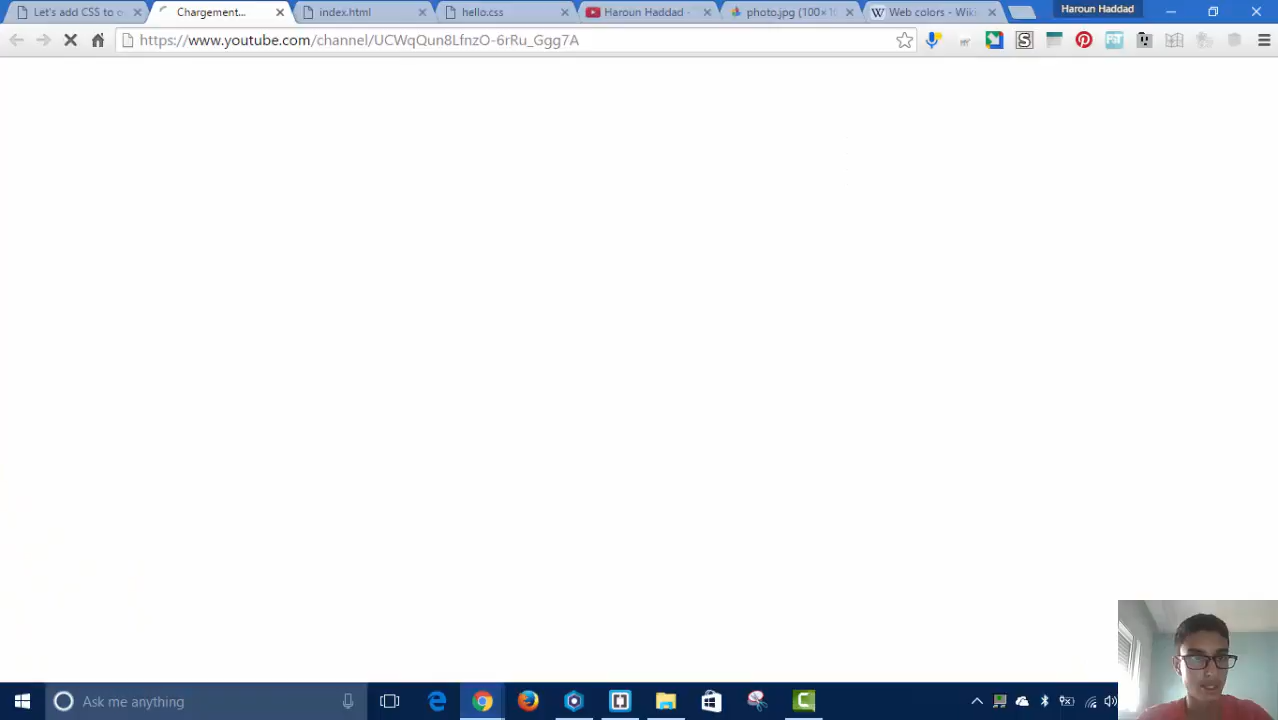 Let's add CSS to o
Chargement...
index.html
hello.css
Haroun Haddad -
photo.jpg (100×10
W Web colors - Wiki
Haroun Haddad
https://www.youtube.com/channel/UCWqQun8LfnzO-6rRu_Ggg7A
Ask me anything